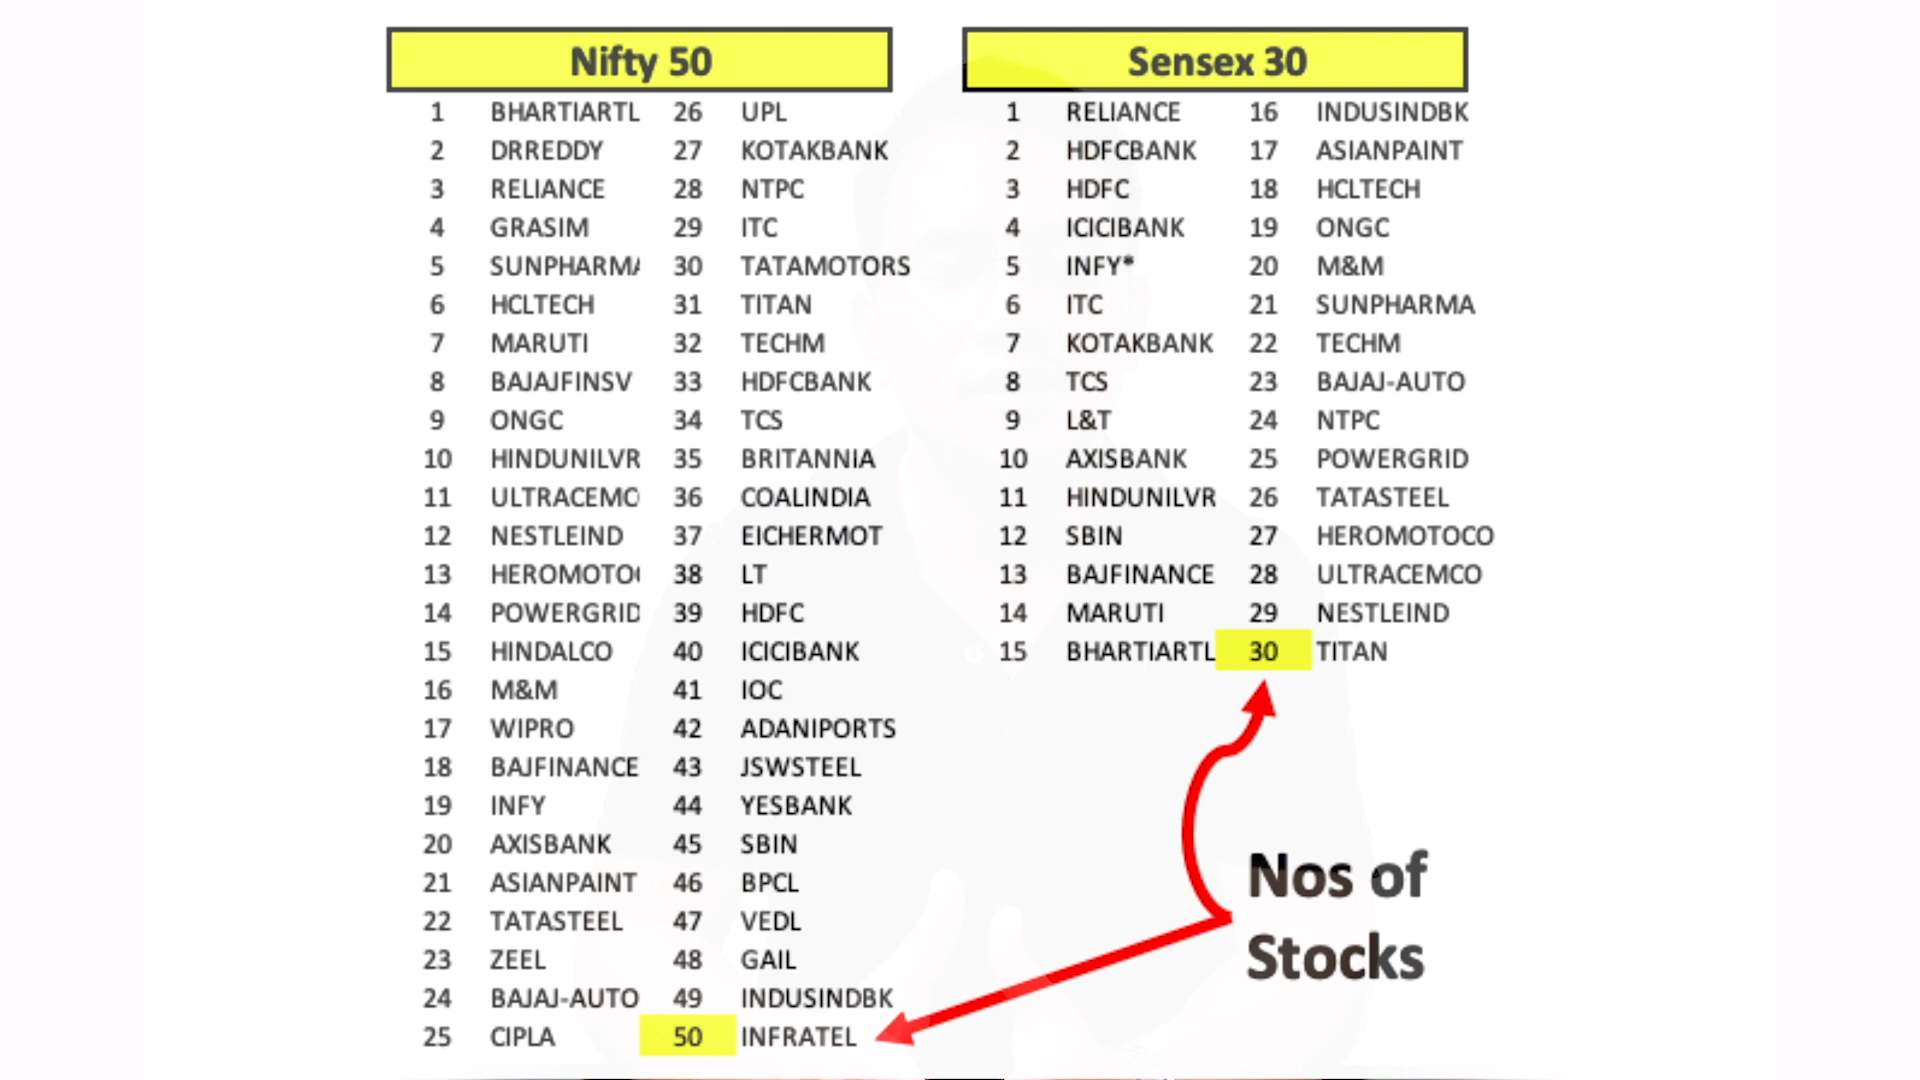 Nifty 50
1 BHARTIARTL 26 UPL
2 DRREDDY 27 KOTAKBANK
3 RELIANCE 28 NTPC
4 GRASIM 29 ITC
5 SUNPHARMA 30 TATAMOTORS
6 HCLTECH 31 TITAN
7 MARUTI 32 TECHM
8 BAJAJFINSV 33 HDFCBANK
9 ONGC 34 TCS
10 HINDUNILVR 35 BRITANNIA
11 ULTRACEMC 36 COALINDIA
12 NESTLEIND 37 EICHERMOT
13 HEROMOTO 38 LT
14 POWERGRID 39 HDFC
15 HINDALCO 40 ICICIBANK
16 M&M 41 IOC
17 WIPRO 42 ADANIPORTS
18 BAJFINANCE 43 JSWSTEEL
19 INFY 44 YESBANK
20 AXISBANK 45 SBIN
21 ASIANPAINT 46 BPCL
22 TATASTEEL 47 VEDL
23 ZEEL 48 GAIL
24 BAJAJ-AUTO 49 INDUSINDBK
25 CIPLA 50 INFRATEL
Sensex 30
1 RELIANCE 16 INDUSINDBK
2 HDFCBANK 17 ASIANPAINT
3 HDFC 18 HCLTECH
4 ICICIBANK 19 ONGC
5 INFY* 20 M&M
6 ITC 21 SUNPHARMA
7 KOTAKBANK 22 TECHM
8 TCS 23 BAJAJ-AUTO
9 L&T 24 NTPC
10 AXISBANK 25 POWERGRID
11 HINDUNILVR 26 TATASTEEL
12 SBIN 27 HEROMOTOCO
13 BAJFINANCE 28 ULTRACEMCO
14 MARUTI 29 NESTLEIND
15 BHARTIARTL 30 TITAN
Nos of
Stocks